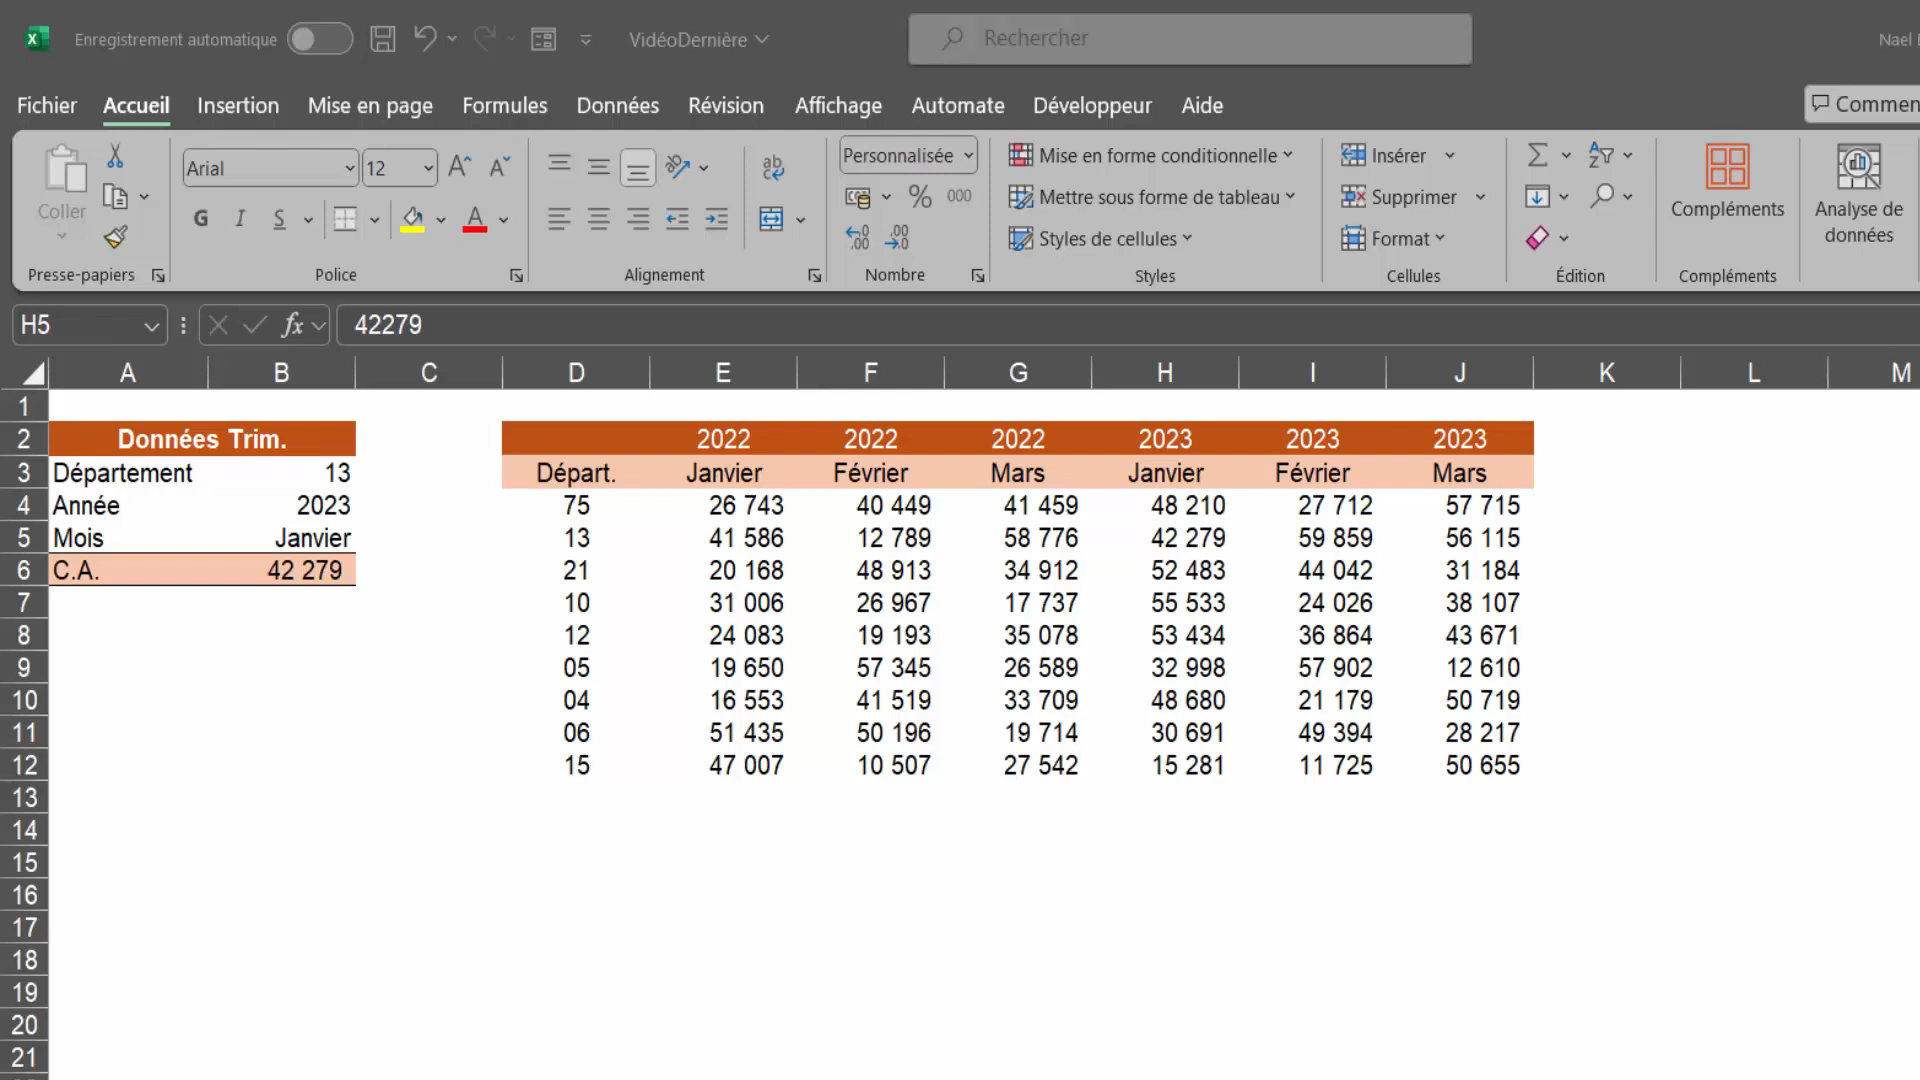 Enregistrement automatique VidéoDernière Rechercher Nael
Fichier Accueil Insertion Mise en page Formules Données Révision Affichage Automate Développeur Aide Commen
Coller Arial 12 Personnalisée Mise en forme conditionnelle Insérer
G I S % 000 Mettre sous forme de tableau Supprimer Compléments Analyse de données
Styles de cellules Format
Presse-papiers Police Alignement Nombre Styles Cellules Édition Compléments
H5 fx 42279
A B C D E F G H I J K L M
1
2 Données Trim. 2022 2022 2022 2023 2023 2023
3 Département 13 Départ. Janvier Février Mars Janvier Février Mars
4 Année 2023 75 26 743 40 449 41 459 48 210 27 712 57 715
5 Mois Janvier 13 41 586 12 789 58 776 42 279 59 859 56 115
6 C.A. 42 279 21 20 168 48 913 34 912 52 483 44 042 31 184
7 10 31 006 26 967 17 737 55 533 24 026 38 107
8 12 24 083 19 193 35 078 53 434 36 864 43 671
9 05 19 650 57 345 26 589 32 998 57 902 12 610
10 04 16 553 41 519 33 709 48 680 21 179 50 719
11 06 51 435 50 196 19 714 30 691 49 394 28 217
12 15 47 007 10 507 27 542 15 281 11 725 50 655
13
14
15
16
17
18
19
20
21